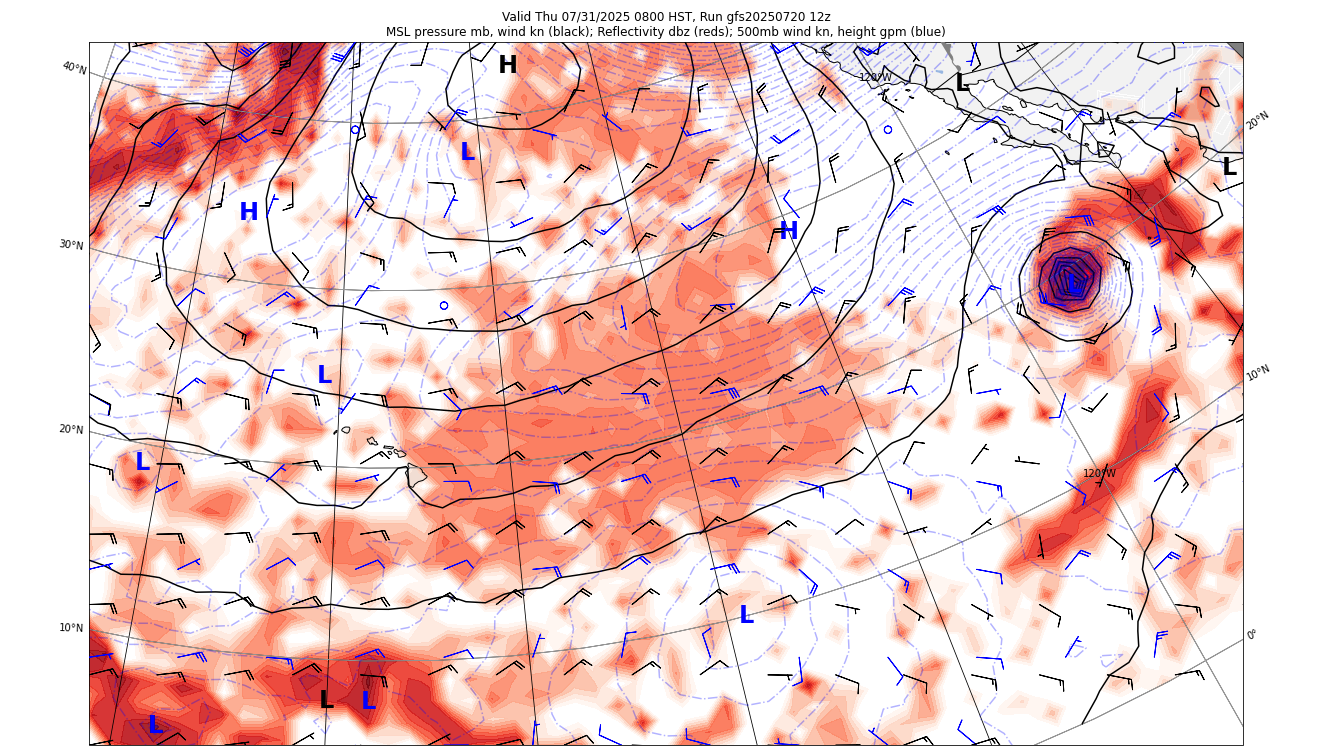 Valid Thu 07/31/2025 0800 HST, Run gfs20250720 12z
MSL pressure mb, wind kn (black); Reflectivity dbz (reds); 500mb wind kn, height gpm (blue)
40°N
H
120°W
L
20°N
L
L
H
H
30°N
L
10°N
20°N
L
120°W
10°N
L
0°
L
L
L